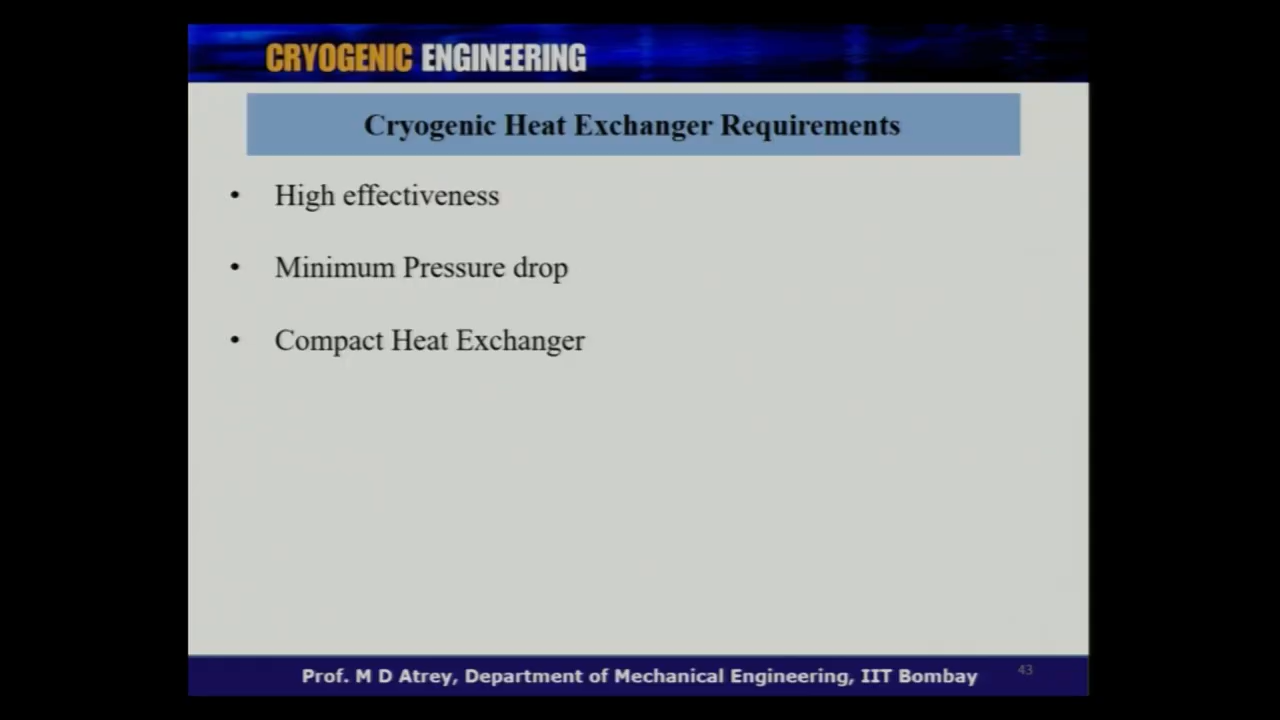 CRYOGENIC ENGINEERING
Cryogenic Heat Exchanger Requirements
• High effectiveness
• Minimum Pressure drop
• Compact Heat Exchanger
Prof. M D Atrey, Department of Mechanical Engineering, IIT Bombay 43